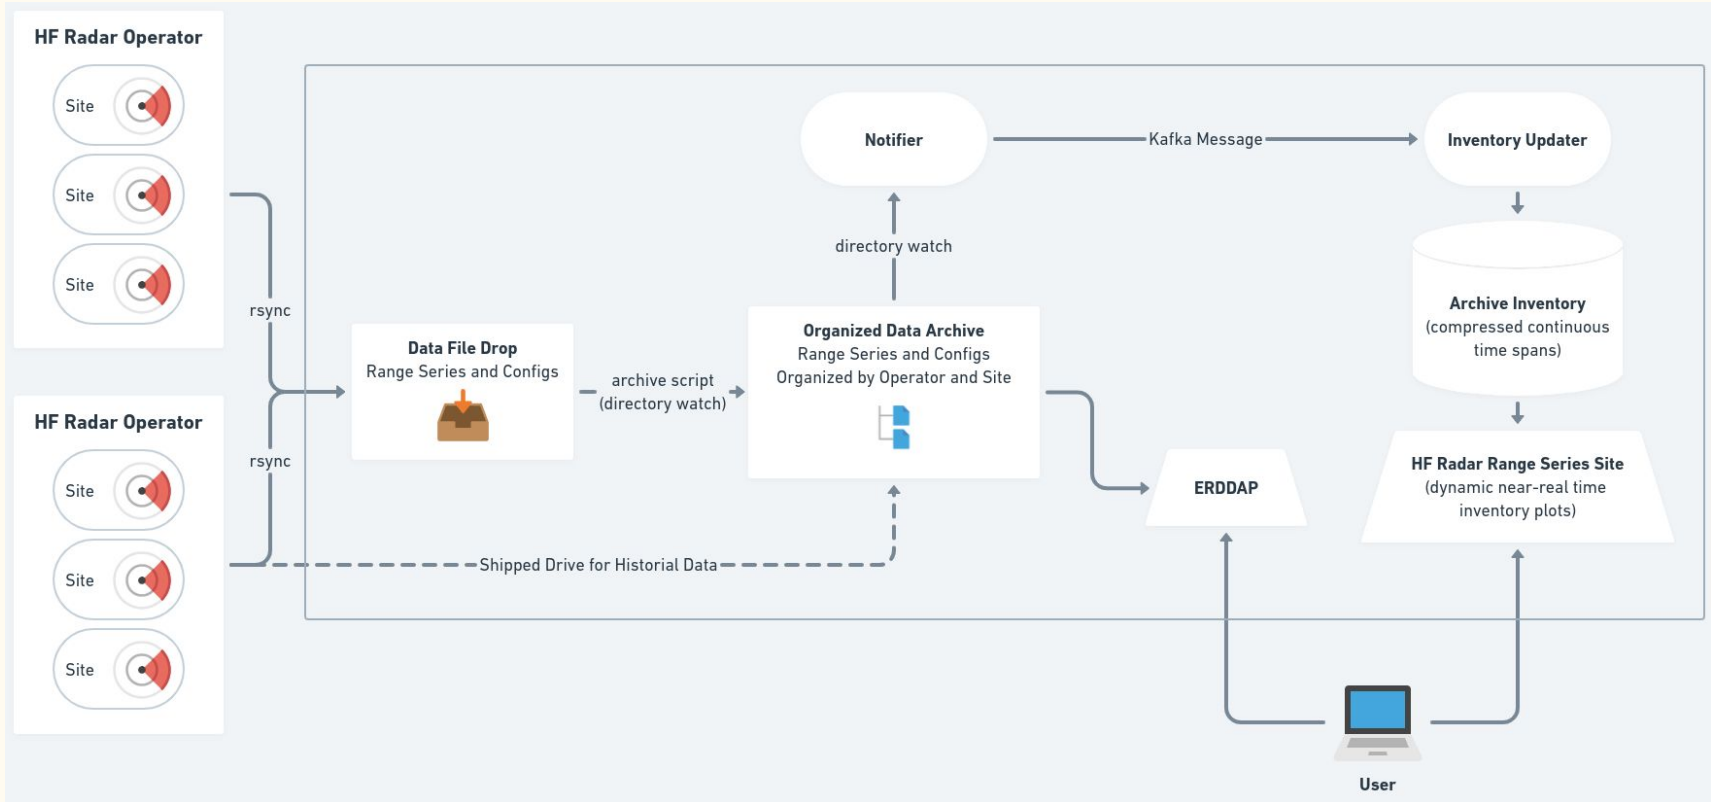 HF Radar Operator
Site
Site
Site
rsync
HF Radar Operator
Site
Site
Site
rsync
Data File Drop
Range Series and Configs
archive script
(directory watch)
Organized Data Archive
Range Series and Configs
Organized by Operator and Site
directory watch
Notifier
Kafka Message
Inventory Updater
Archive Inventory
(compressed continuous
time spans)
HF Radar Range Series Site
(dynamic near-real time
inventory plots)
ERDDAP
Shipped Drive for Historial Data
User